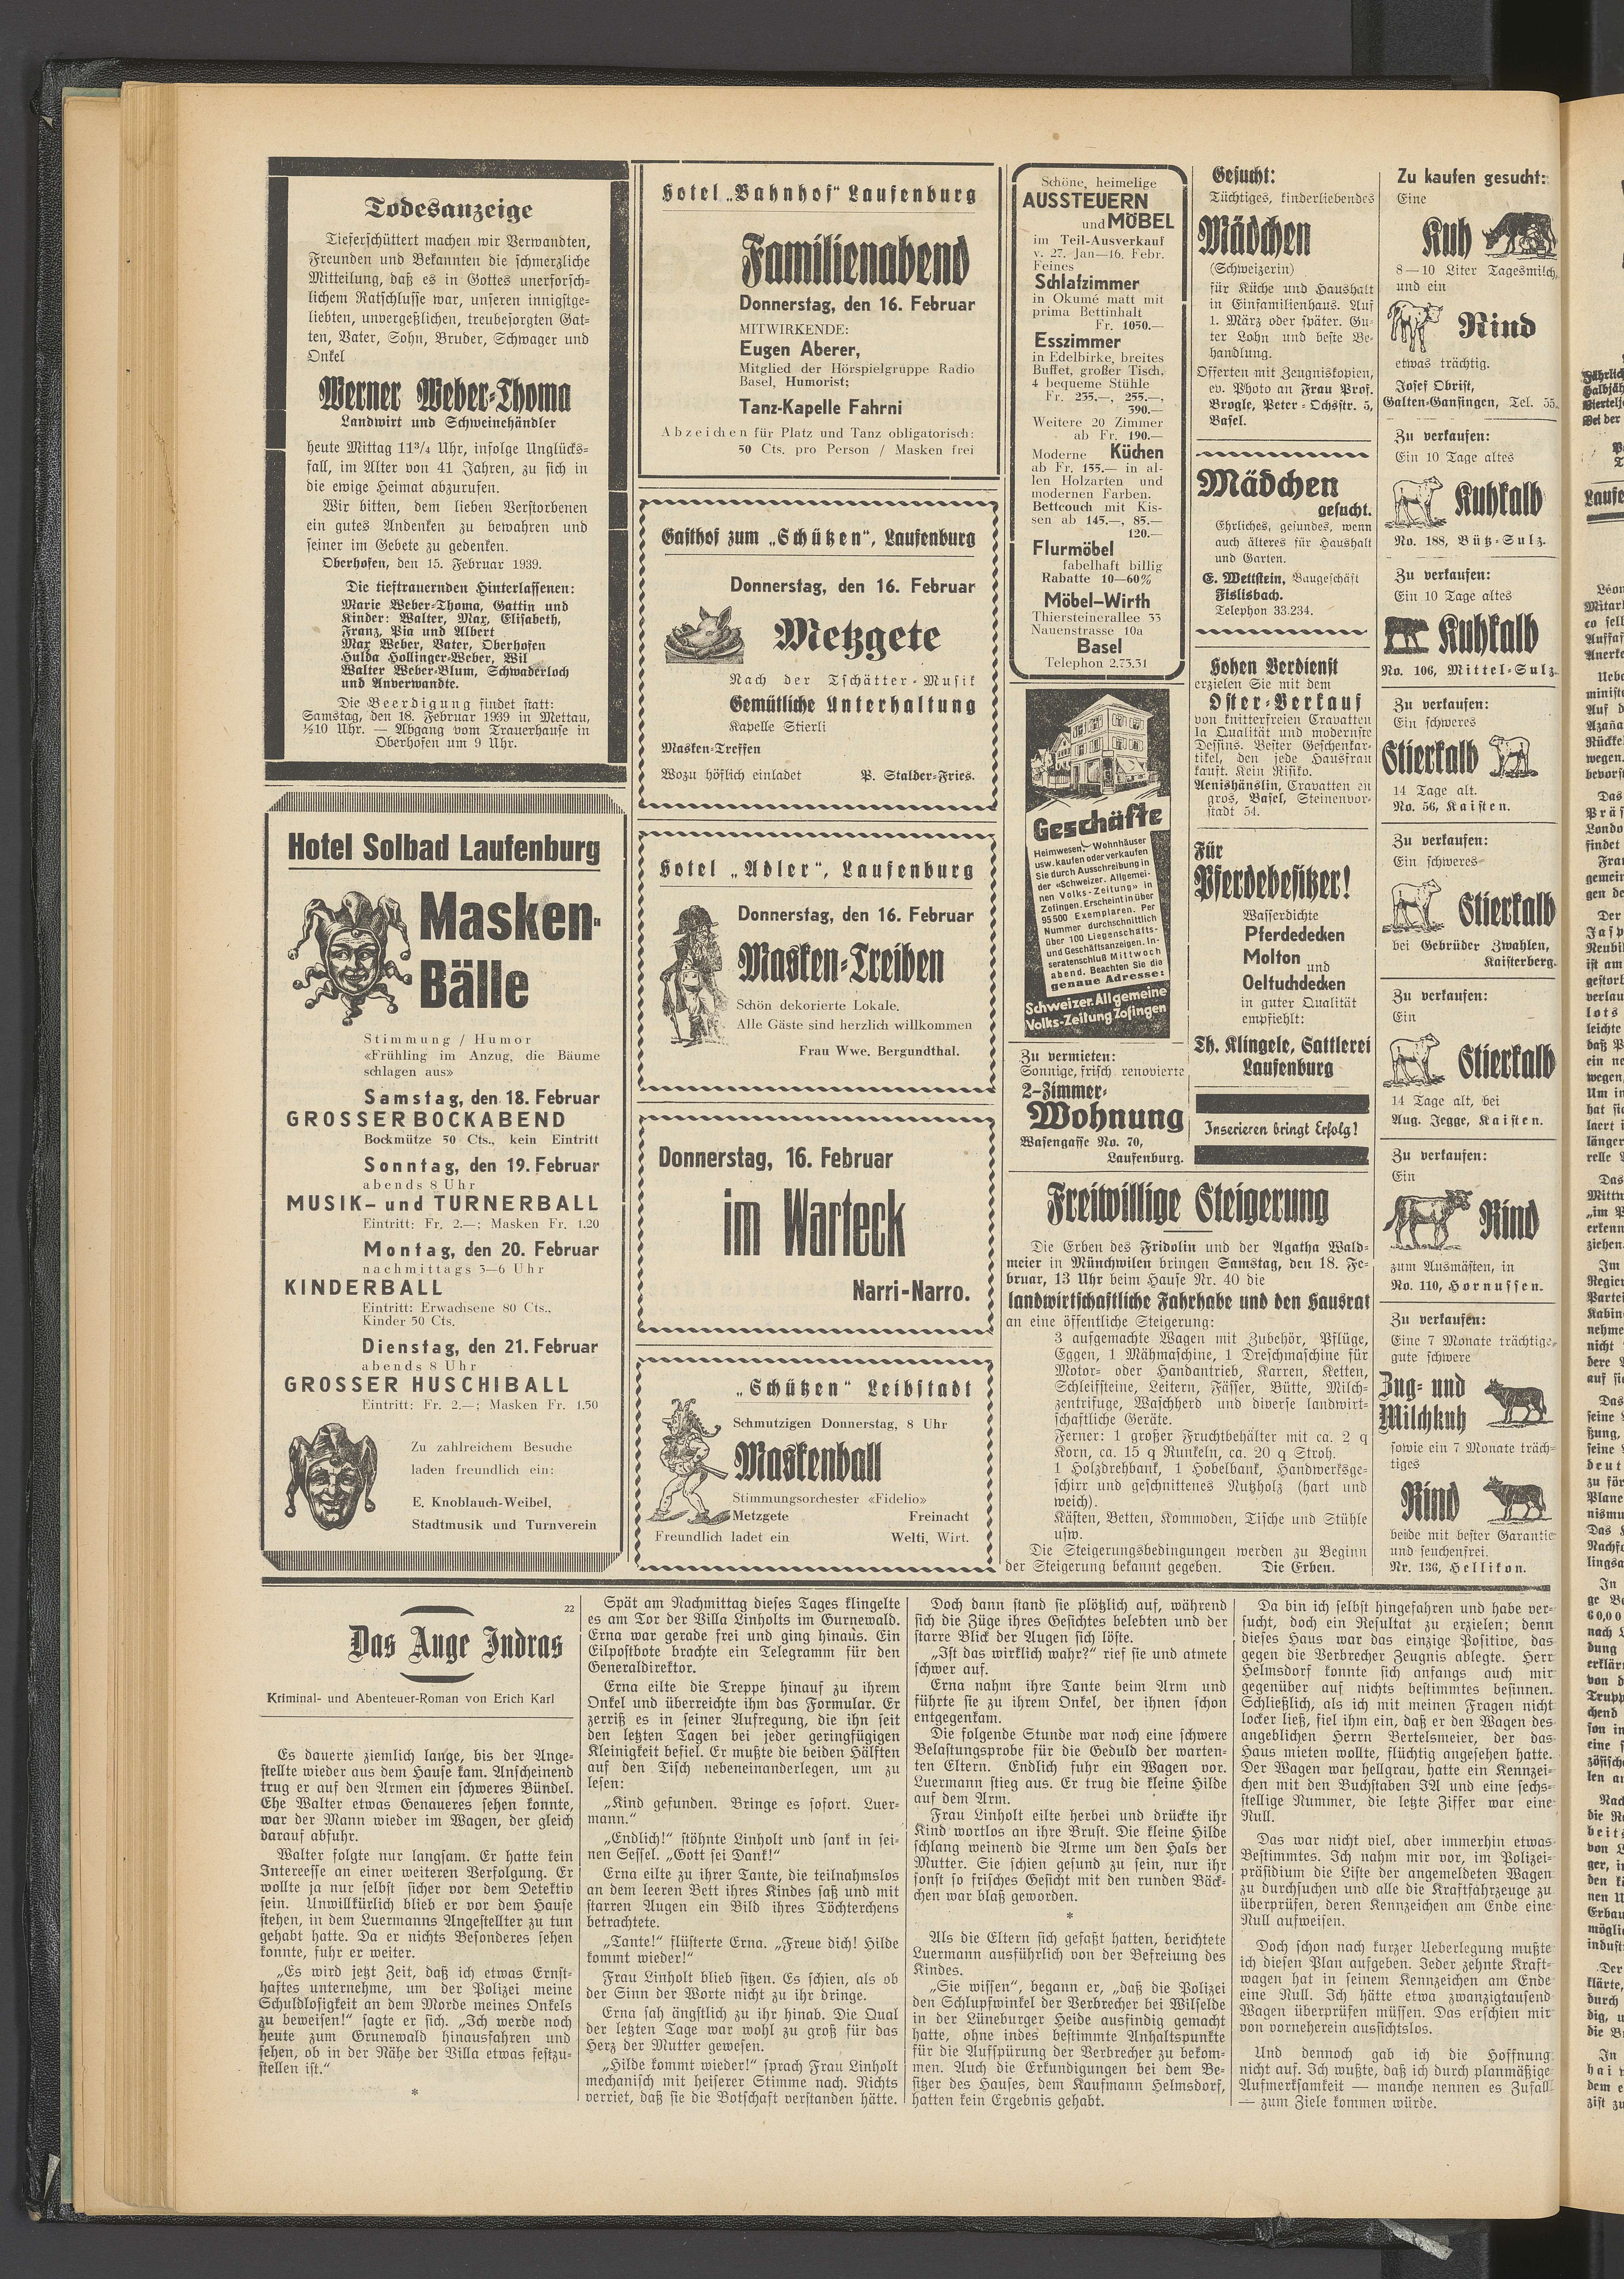 Todesanzeige
Tieferschüttert machen wir Verwandten,
Freunden und Bekannten die schmerzliche
Mitteilung, daß es in Gottes unerforsch-
lichem Ratschlusse war, unseren innigstge-
liebten, unvergeßlichen, treubesorgten Gat-
ten, Vater, Sohn, Bruder, Schwager und
Onkel
Werner Weber-Thoma
Landwirt und Schweinehändler
heute Mittag 11¾ Uhr, infolge Unglücks-
fall, im Alter von 41 Jahren, zu sich in
die ewige Heimat abzurufen.
Wir bitten, dem lieben Verstorbenen
ein gutes Andenken zu bewahren und
seiner im Gebete zu gedenken.
Oberhofen, den 15. Februar 1939.
Die tieftrauernden Hinterlassenen:
Marie Weber-Thoma, Gattin und
Kinder: Walter, Max, Elisabeth,
Franz, Pia und Albert
Max Weber, Vater, Oberhofen
Hulda Hollinger-Weber, Wil
Walter Weber-Blum, Schwaderloch
und Anverwandte.
Die Beerdigung findet statt:
Samstag, den 18. Februar 1939 in Mettau,
½10 Uhr. — Abgang vom Trauerhause in
Oberhofen um 9 Uhr.
Hotel Solbad Laufenburg
Masken-
Bälle
Stimmung / Humor
«Frühling im Anzug, die Bäume
schlagen aus»
Samstag, den 18. Februar
GROSSER BOCKABEND
Bockmütze 50 Cts., kein Eintritt
Sonntag, den 19. Februar
abends 8 Uhr
MUSIK- und TURNERBALL
Eintritt: Fr. 2.—; Masken Fr. 1.20
Montag, den 20. Februar
nachmittags 3—6 Uhr
KINDERBALL
Eintritt: Erwachsene 80 Cts.,
Kinder 50 Cts.
Dienstag, den 21. Februar
abends 8 Uhr
GROSSER HUSCHIBALL
Eintritt: Fr. 2.—; Masken Fr. 1.50
Zu zahlreichem Besuche
laden freundlich ein:
E. Knoblauch-Weibel,
Stadtmusik und Turnverein
Hotel „Bahnhof“ Laufenburg
Familienabend
Donnerstag, den 16. Februar
MITWIRKENDE:
Eugen Aberer,
Mitglied der Hörspielgruppe Radio
Basel, Humorist;
Tanz-Kapelle Fahrni
Abzeichen für Platz und Tanz obligatorisch:
50 Cts. pro Person / Masken frei
Gasthof zum „Schützen“, Laufenburg
Donnerstag, den 16. Februar
Metzgete
Nach der Tschätter-Musik
Gemütliche Unterhaltung
Kapelle Stierli
Masken-Treffen
Wozu höflich einladet P. Stalder-Fries.
Hotel „Adler“, Laufenburg
Donnerstag, den 16. Februar
Masken-Treiben
Schön dekorierte Lokale,
Alle Gäste sind herzlich willkommen
Frau Wwe. Bergundthal.
Donnerstag, 16. Februar
im Warteck
Narri-Narro.
„Schützen“ Leibstadt
Schmutzigen Donnerstag, 8 Uhr
Maskenball
Stimmungsorchester «Fidelio»
Metzgete Freinacht
Freundlich ladet ein Welti, Wirt.
Schöne, heimelige
AUSSTEUERN
und MÖBEL
im Teil-Ausverkauf
v. 27. Jan—16. Febr.
Feines
Schlafzimmer
in Okumé matt mit
prima Bettinhalt
Fr. 1050.—
Esszimmer
in Edelbirke, breites
Buffet, großer Tisch,
4 bequeme Stühle
Fr. 235.—, 255.—,
390.—
Weitere 20 Zimmer
ab Fr. 190.—
Moderne Küchen
ab Fr. 155.— in al-
len Holzarten und
modernen Farben.
Bettcouch mit Kis-
sen ab 145.—, 85.—
120.—
Flurmöbel
fabelhaft billig
Rabatte 10—60%
Möbel-Wirth
Thiersteinerallee 33
Nauenstrasse 10a
Basel
Telephon 2.73.31
Geschäfte
Heimwesen, Wohnhäuser
usw. kaufen oder verkaufen
Sie durch Ausschreibung in
der «Schweizer. Allgemei-
nen Volks-Zeitung» in
Zofingen. Erscheint in über
95500 Exemplaren. Per
Nummer durchschnittlich
über 100 Liegenschafts-
und Geschäftsanzeigen. In-
seratenschluß Mittwoch
abend. Beachten Sie die
genaue Adresse:
Schweizer. Allgemeine
Volks-Zeitung Zofingen
Zu vermieten:
Sonnige, frisch renovierte
2-Zimmer-
Wohnung
Wasengasse No. 70,
Laufenburg.
Gesucht:
Tüchtiges, kinderliebendes
Mädchen
(Schweizerin)
für Küche und Haushalt
in Einfamilienhaus. Auf
1. März oder später. Gu-
ter Lohn und beste Be-
handlung.
Offerten mit Zeugniskopien,
ev. Photo an Frau Prof.
Brogle, Peter-Ochsstr. 5,
Basel.
Mädchen
gesucht.
Ehrliches, gesundes, wenn
auch älteres für Haushalt
und Garten.
E. Wettstein, Baugeschäft
Fislisbach.
Telephon 33.234.
Hohen Verdienst
erzielen Sie mit dem
Oster-Verkauf
von knitterfreien Cravatten
Ia Qualität und modernste
Dessins. Bester Geschenkar-
tikel, den jede Hausfrau
kauft. Kein Risiko.
Aenishänslin, Cravatten en
gros, Basel, Steinenvor-
stadt 54.
Für
Pferdebesitzer!
Wasserdichte
Pferdedecken
Molton
und
Oeltuchdecken
in guter Qualität
empfiehlt:
Th. Klingele, Sattlerei
Laufenburg
Inserieren bringt Erfolg!
Freiwillige Steigerung
Die Erben des Fridolin und der Agatha Wald-
meier in Münchwilen bringen Samstag, den 18. Fe-
bruar, 13 Uhr beim Hause Nr. 40 die
landwirtschaftliche Fahrhabe und den Hausrat
an eine öffentliche Steigerung:
3 aufgemachte Wagen mit Zubehör, Pflüge,
Eggen, 1 Mähmaschine, 1 Dreschmaschine für
Motor- oder Handantrieb, Karren, Ketten,
Schleifsteine, Leitern, Fässer, Bütte, Milch-
zentrifuge, Waschherd und diverse landwirt-
schaftliche Geräte.
Ferner: 1 großer Fruchtbehälter mit ca. 2 q
Korn, ca. 15 q Runkeln, ca. 20 q Stroh.
1 Holzdrehbank, 1 Hobelbank, Handwerksge-
schirr und geschnittenes Nutzholz (hart und
weich).
Kästen, Betten, Kommoden, Tische und Stühle
usw.
Die Steigerungsbedingungen werden zu Beginn
der Steigerung bekannt gegeben. Die Erben.
Zu kaufen gesucht:
Eine
Kuh
8—10 Liter Tagesmilch,
und ein
Rind
etwas trächtig.
Josef Obrist,
Galten-Gansingen, Tel. 55.
Zu verkaufen:
Ein 10 Tage altes
Kuhkalb
No. 188, Bütz-Sulz.
Zu verkaufen:
Ein 10 Tage altes
Kuhkalb
No. 106, Mittel-Sulz.
Zu verkaufen:
Ein schweres
Stierkalb
14 Tage alt.
No. 56, Kaisten.
Zu verkaufen:
Ein schweres
Stierkalb
bei Gebrüder Zwahlen,
Kaisterberg.
Zu verkaufen:
Ein
Stierkalb
14 Tage alt, bei
Aug. Jegge, Kaisten.
Zu verkaufen:
Ein
Rind
zum Ausmästen, in
No. 110, Hornussen.
Zu verkaufen:
Eine 7 Monate trächtige,
gute schwere
Zug- und
Milchkuh
sowie ein 7 Monate träch-
tiges
Rind
beide mit bester Garantie
und seuchenfrei.
Nr. 136, Hellikon.
22
Das Auge Indras
Kriminal- und Abenteuer-Roman von Erich Karl
Es dauerte ziemlich lange, bis der Ange-
stellte wieder aus dem Hause kam. Anscheinend
trug er auf den Armen ein schweres Bündel.
Ehe Walter etwas Genaueres sehen konnte,
war der Mann wieder im Wagen, der gleich
darauf abfuhr.
Walter folgte nur langsam. Er hatte kein
Intereesse an einer weiteren Verfolgung. Er
wollte ja nur selbst sicher vor dem Detektiv
sein. Unwillkürlich blieb er vor dem Hause
stehen, in dem Luermanns Angestellter zu tun
gehabt hatte. Da er nichts Besonderes sehen
konnte, fuhr er weiter.
„Es wird jetzt Zeit, daß ich etwas Ernst-
haftes unternehme, um der Polizei meine
Schuldlosigkeit an dem Morde meines Onkels
zu beweisen!“ sagte er sich. „Ich werde noch
heute zum Grunewald hinausfahren und
sehen, ob in der Nähe der Villa etwas festzu-
stellen ist.“
*
Spät am Nachmittag dieses Tages klingelte
es am Tor der Villa Linholts im Gurnewald.
Erna war gerade frei und ging hinaus. Ein
Eilpostbote brachte ein Telegramm für den
Generaldirektor.
Erna eilte die Treppe hinauf zu ihrem
Onkel und überreichte ihm das Formular. Er
zerriß es in seiner Aufregung, die ihn seit
den letzten Tagen bei jeder geringfügigen
Kleinigkeit befiel. Er mußte die beiden Hälften
auf den Tisch nebeneinanderlegen, um zu
lesen:
„Kind gefunden. Bringe es sofort. Luer-
mann.“
„Endlich!“ stöhnte Linholt und sank in sei-
nen Sessel. „Gott sei Dank!“
Erna eilte zu ihrer Tante, die teilnahmslos
an dem leeren Bett ihres Kindes saß und mit
starren Augen ein Bild ihres Töchterchens
betrachtete.
„Tante!“ flüsterte Erna. „Freue dich! Hilde
kommt wieder!“
Frau Linholt blieb sitzen. Es schien, als ob
der Sinn der Worte nicht zu ihr dringe.
Erna sah ängstlich zu ihr hinab. Die Qual
der letzten Tage war wohl zu groß für das
Herz der Mutter gewesen.
„Hilde kommt wieder!“ sprach Frau Linholt
mechanisch mit heiserer Stimme nach. Nichts
verriet, daß sie die Botschaft verstanden hätte.
Doch dann stand sie plötzlich auf, während
sich die Züge ihres Gesichtes belebten und der
starre Blick der Augen sich löste.
„Ist das wirklich wahr?“ rief sie und atmete
schwer auf.
Erna nahm ihre Tante beim Arm und
führte sie zu ihrem Onkel, der ihnen schon
entgegenkam.
Die folgende Stunde war noch eine schwere
Belastungsprobe für die Geduld der warten-
ten Eltern. Endlich fuhr ein Wagen vor.
Luermann stieg aus. Er trug die kleine Hilde
auf dem Arm.
Frau Linholt eilte herbei und drückte ihr
Kind wortlos an ihre Brust. Die kleine Hilde
schlang weinend die Arme um den Hals der
Mutter. Sie schien gesund zu sein, nur ihr
sonst so frisches Gesicht mit den runden Bäck-
chen war blaß geworden.
*
Als die Eltern sich gefaßt hatten, berichtete
Luermann ausführlich von der Befreiung des
Kindes.
„Sie wissen“, begann er, „daß die Polizei
den Schlupfwinkel der Verbrecher bei Wilselde
in der Lüneburger Heide ausfindig gemacht
hatte, ohne indes bestimmte Anhaltspunkte
für die Aufspürung der Verbrecher zu bekom-
men. Auch die Erkundigungen bei dem Be-
sitzer des Hauses, dem Kaufmann Helmsdorf,
hatten kein Ergebnis gehabt.
Da bin ich selbst hingefahren und habe ver-
sucht, doch ein Resultat zu erzielen; denn
dieses Haus war das einzige Positive, das
gegen die Verbrecher Zeugnis ablegte. Herr
Helmsdorf konnte sich anfangs auch mir
gegenüber auf nichts bestimmtes besinnen.
Schließlich, als ich mit meinen Fragen nicht
locker ließ, fiel ihm ein, daß er den Wagen des
angeblichen Herrn Bertelsmeier, der das
Haus mieten wollte, flüchtig angesehen hatte.
Der Wagen war hellgrau, hatte ein Kennzei-
chen mit den Buchstaben IA und eine sechs-
stellige Nummer, die letzte Ziffer war eine
Null.
Das war nicht viel, aber immerhin etwas
Bestimmtes. Ich nahm mir vor, im Polizei-
präsidium die Liste der angemeldeten Wagen
zu durchsuchen und alle die Kraftfahrzeuge zu
überprüfen, deren Kennzeichen am Ende eine
Null aufweisen.
Doch schon nach kurzer Ueberlegung mußte
ich diesen Plan aufgeben. Jeder zehnte Kraft-
wagen hat in seinem Kennzeichen am Ende
eine Null. Ich hätte etwa zwanzigtausend
Wagen überprüfen müssen. Das erschien mir
von vorneherein aussichtslos.
Und dennoch gab ich die Hoffnung
nicht auf. Ich wußte, daß ich durch planmäßige
Aufmerksamkeit — manche nennen es Zufall
— zum Ziele kommen würde.